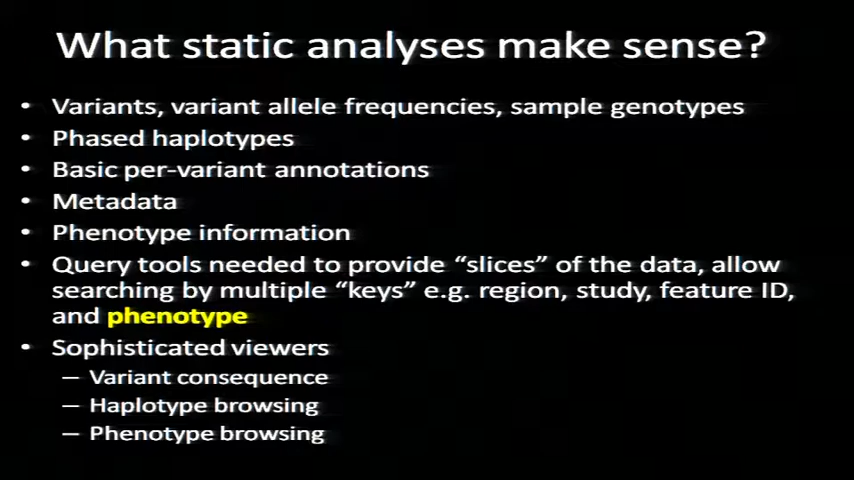 What static analyses make sense?
• Variants, variant allele frequencies, sample genotypes
• Phased haplotypes
• Basic per-variant annotations
• Metadata
• Phenotype information
• Query tools needed to provide “slices” of the data, allow
searching by multiple “keys” e.g. region, study, feature ID,
and phenotype
• Sophisticated viewers
– Variant consequence
– Haplotype browsing
– Phenotype browsing